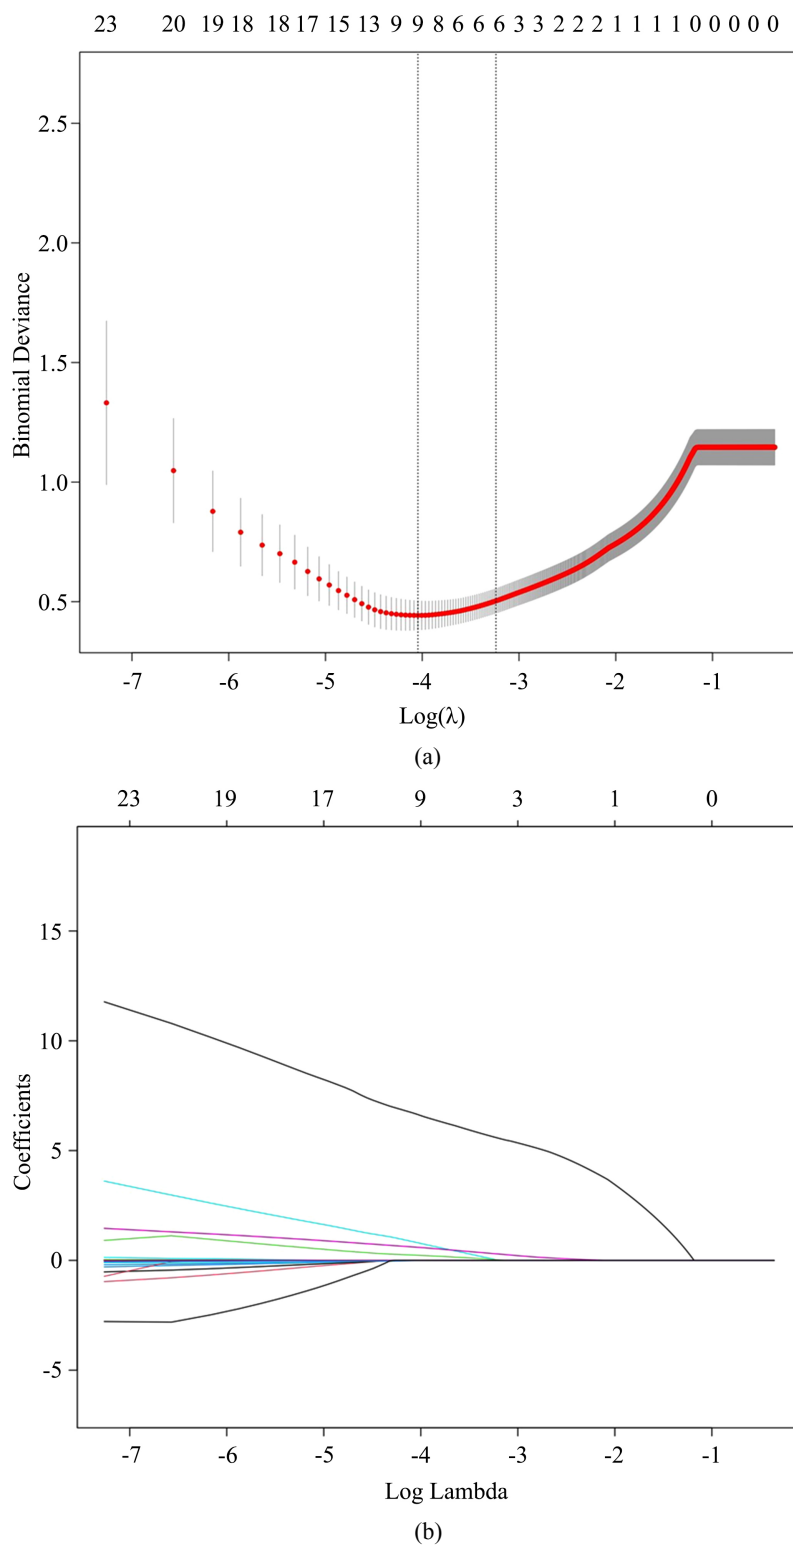 23 20 19 18 18 17 15 13 9 9 8 6 6 6 3 3 2 2 2 1 1 1 1 0 0 0 0 0
2.5
2.0
1.5
1.0
0.5
Binomial Deviance
-7 -6 -5 -4 -3 -2 -1
Log(λ)
(a)
23 19 17 9 3 1 0
15
10
5
0
-5
Coefficients
-7 -6 -5 -4 -3 -2 -1
Log Lambda
(b)